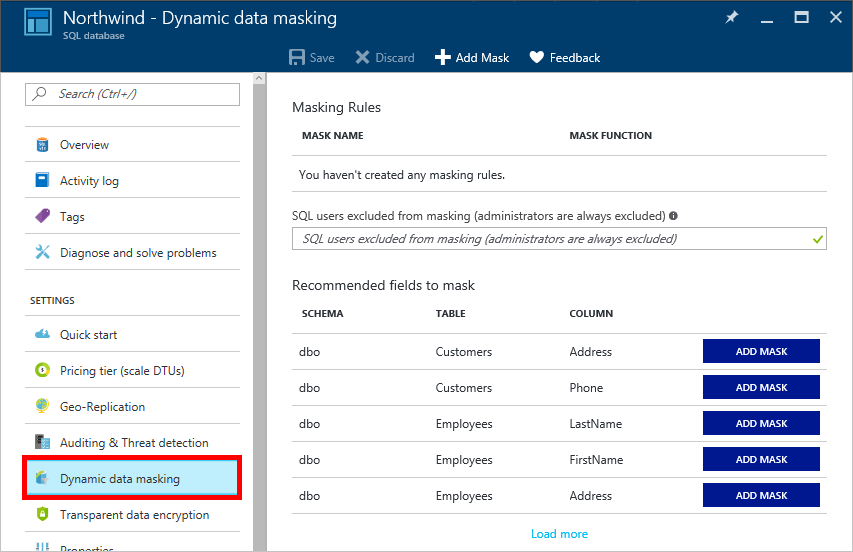 Northwind - Dynamic data masking
SQL database
Save Discard Add Mask Feedback
Search (Ctrl+/)
Overview
Activity log
Tags
Diagnose and solve problems
SETTINGS
Quick start
Pricing tier (scale DTUs)
Geo-Replication
Auditing & Threat detection
Dynamic data masking
Transparent data encryption
Properties
Masking Rules
MASK NAME MASK FUNCTION
You haven't created any masking rules.
SQL users excluded from masking (administrators are always excluded)
SQL users excluded from masking (administrators are always excluded)
Recommended fields to mask
SCHEMA TABLE COLUMN
dbo Customers Address ADD MASK
dbo Customers Phone ADD MASK
dbo Employees LastName ADD MASK
dbo Employees FirstName ADD MASK
dbo Employees Address ADD MASK
Load more